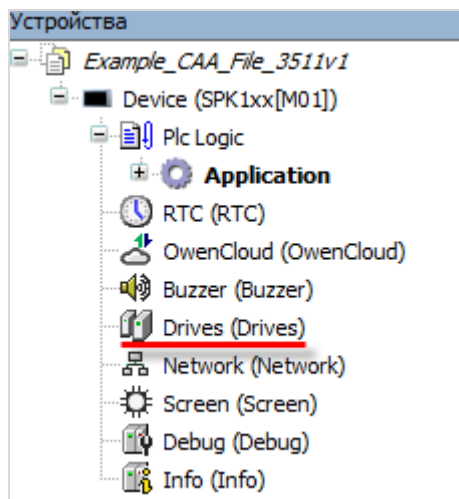 Устройства
Example_CAA_File_3511v1
Device (SPK1xx[M01])
Plc Logic
Application
RTC (RTC)
OwenCloud (OwenCloud)
Buzzer (Buzzer)
Drives (Drives)
Network (Network)
Screen (Screen)
Debug (Debug)
Info (Info)